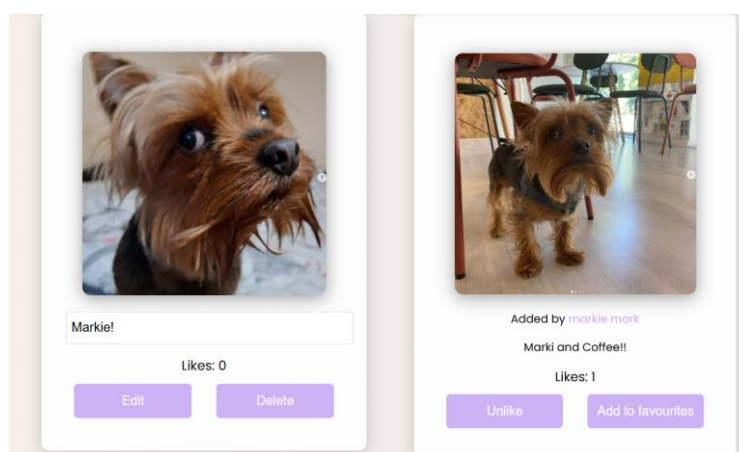 Markie!
Likes: 0
Edit
Delete
Added by markie mark
Marki and Coffee!!
Likes: 1
Unlike
Add to favourites